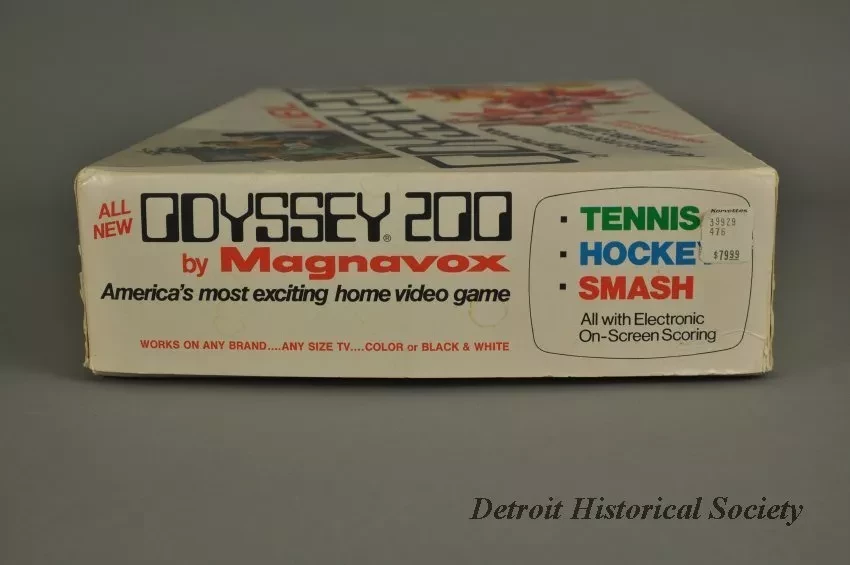 ODYSSEY 200
ALL
NEW
ODYSSEY® 200
by Magnavox
America's most exciting home video game
WORKS ON ANY BRAND....ANY SIZE TV....COLOR or BLACK & WHITE
▪ TENNIS
▪ HOCKEY
▪ SMASH
All with Electronic
On-Screen Scoring
Korvettes
39929
476
$7999
Detroit Historical Society